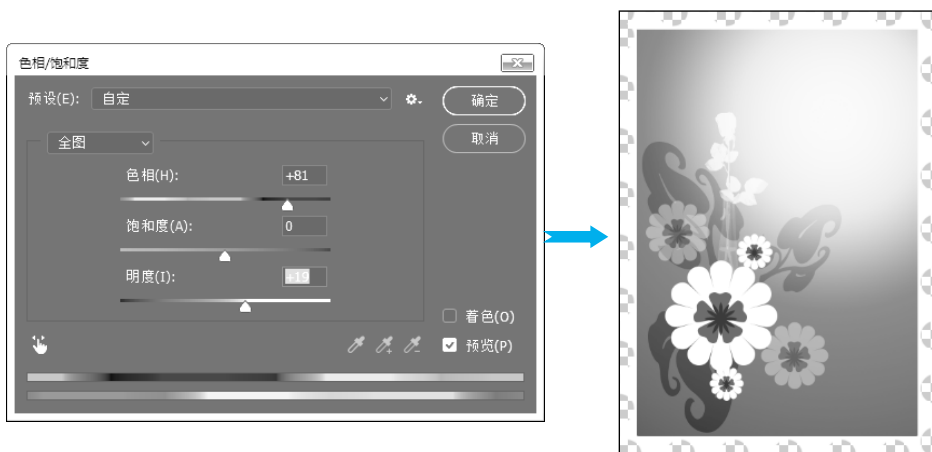 色相/饱和度
预设(E): 自定
确定
全图
取消
色相(H): +81
饱和度(A): 0
明度(I): +19
着色(O)
预览(P)